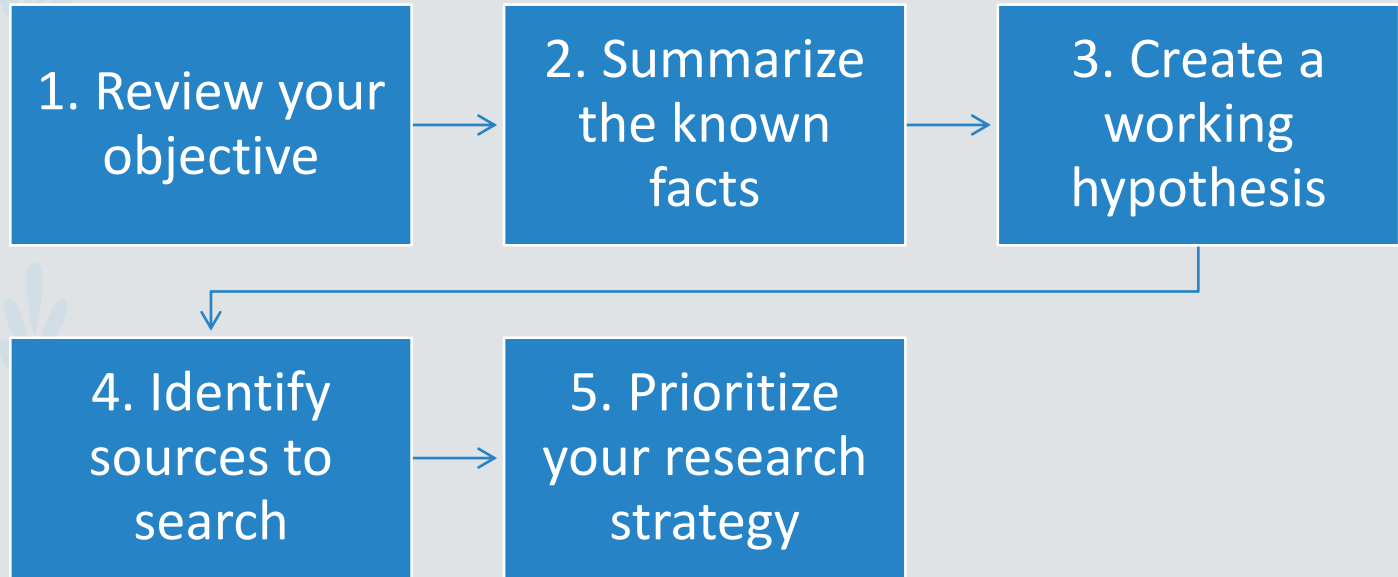 1. Review your
objective
2. Summarize
the known
facts
3. Create a
working
hypothesis
4. Identify
sources to
search
5. Prioritize
your research
strategy